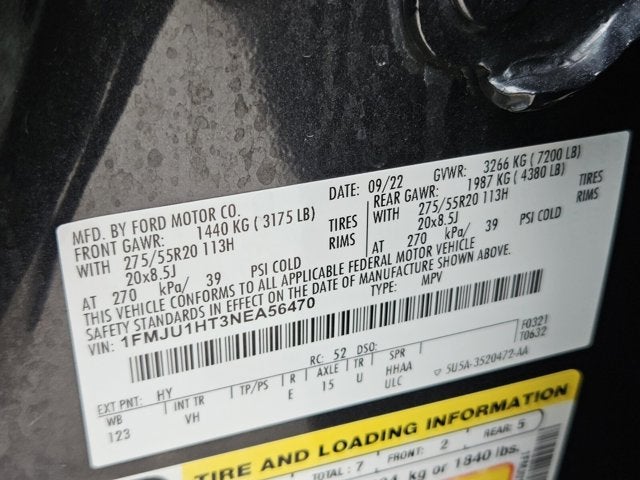 MFD. BY FORD MOTOR CO.
DATE: 09/22
GVWR: 3266 KG ( 7200 LB)
FRONT GAWR: 1440 KG ( 3175 LB)
REAR GAWR: 1987 KG ( 4380 LB)
WITH 275/55R20 113H TIRES
WITH 275/55R20 113H TIRES
20x8.5J RIMS
20x8.5J RIMS
AT 270 kPa/ 39 PSI COLD
AT 270 kPa/ 39 PSI COLD
THIS VEHICLE CONFORMS TO ALL APPLICABLE FEDERAL MOTOR VEHICLE
SAFETY STANDARDS IN EFFECT ON THE DATE OF MANUFACTURE SHOWN ABOVE.
VIN: 1FMJU1HT3NEA56470
TYPE: MPV
F0321
T0632
EXT PNT: HY RC: 52 DSO:
WB INT TR TP/PS R AXLE TR SPR
123 VH E 15 U HHAA
ULC
5U5A-3520472-AA
TIRE AND LOADING INFORMATION
TOTAL : 7 FRONT: 2 REAR: 5
kg or 1840 lbs.